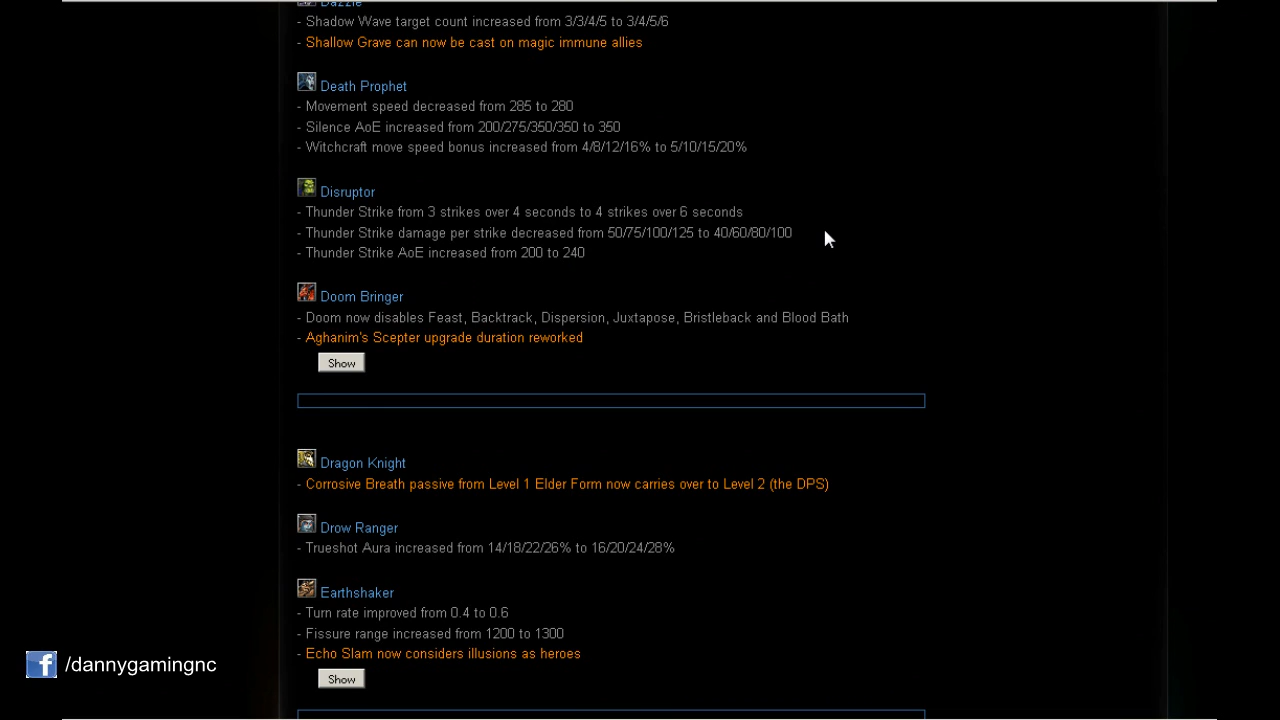 Dazzle
- Shadow Wave target count increased from 3/3/4/5 to 3/4/5/6
- Shallow Grave can now be cast on magic immune allies
Death Prophet
- Movement speed decreased from 285 to 280
- Silence AoE increased from 200/275/350/350 to 350
- Witchcraft move speed bonus increased from 4/8/12/16% to 5/10/15/20%
Disruptor
- Thunder Strike from 3 strikes over 4 seconds to 4 strikes over 6 seconds
- Thunder Strike damage per strike decreased from 50/75/100/125 to 40/60/80/100
- Thunder Strike AoE increased from 200 to 240
Doom Bringer
- Doom now disables Feast, Backtrack, Dispersion, Juxtapose, Bristleback and Blood Bath
- Aghanim's Scepter upgrade duration reworked
Show
Dragon Knight
- Corrosive Breath passive from Level 1 Elder Form now carries over to Level 2 (the DPS)
Drow Ranger
- Trueshot Aura increased from 14/18/22/26% to 16/20/24/28%
Earthshaker
- Turn rate improved from 0.4 to 0.6
- Fissure range increased from 1200 to 1300
- Echo Slam now considers illusions as heroes
Show
f /dannygamingnc